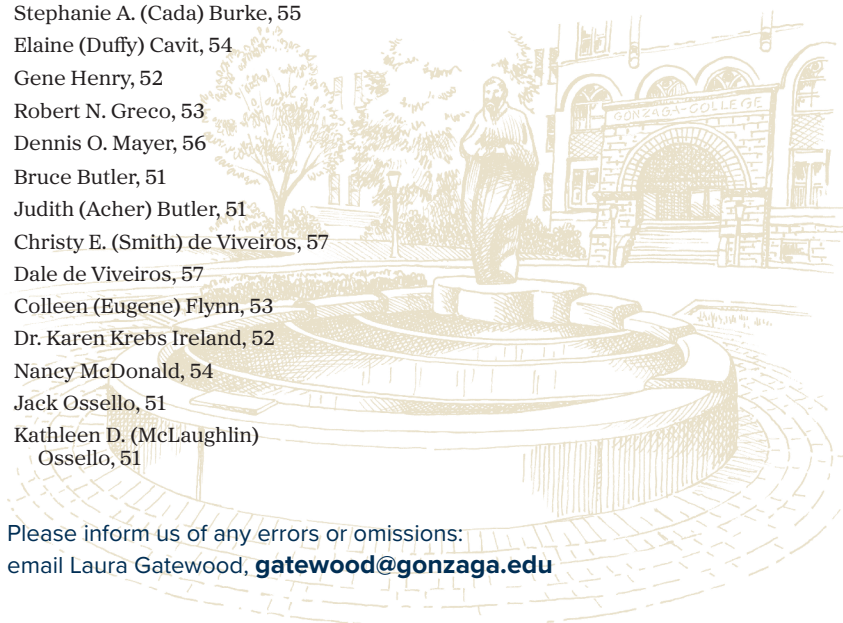 Stephanie A. (Cada) Burke, 55
Elaine (Duffy) Cavit, 54
Gene Henry, 52
Robert N. Greco, 53
Dennis O. Mayer, 56
Bruce Butler, 51
Judith (Acher) Butler, 51
Christy E. (Smith) de Viveiros, 57
Dale de Viveiros, 57
Colleen (Eugene) Flynn, 53
Dr. Karen Krebs Ireland, 52
Nancy McDonald, 54
Jack Ossello, 51
Kathleen D. (McLaughlin)
Ossello, 51
GONZAGA-COLLEGE
Please inform us of any errors or omissions:
email Laura Gatewood, gatewood@gonzaga.edu